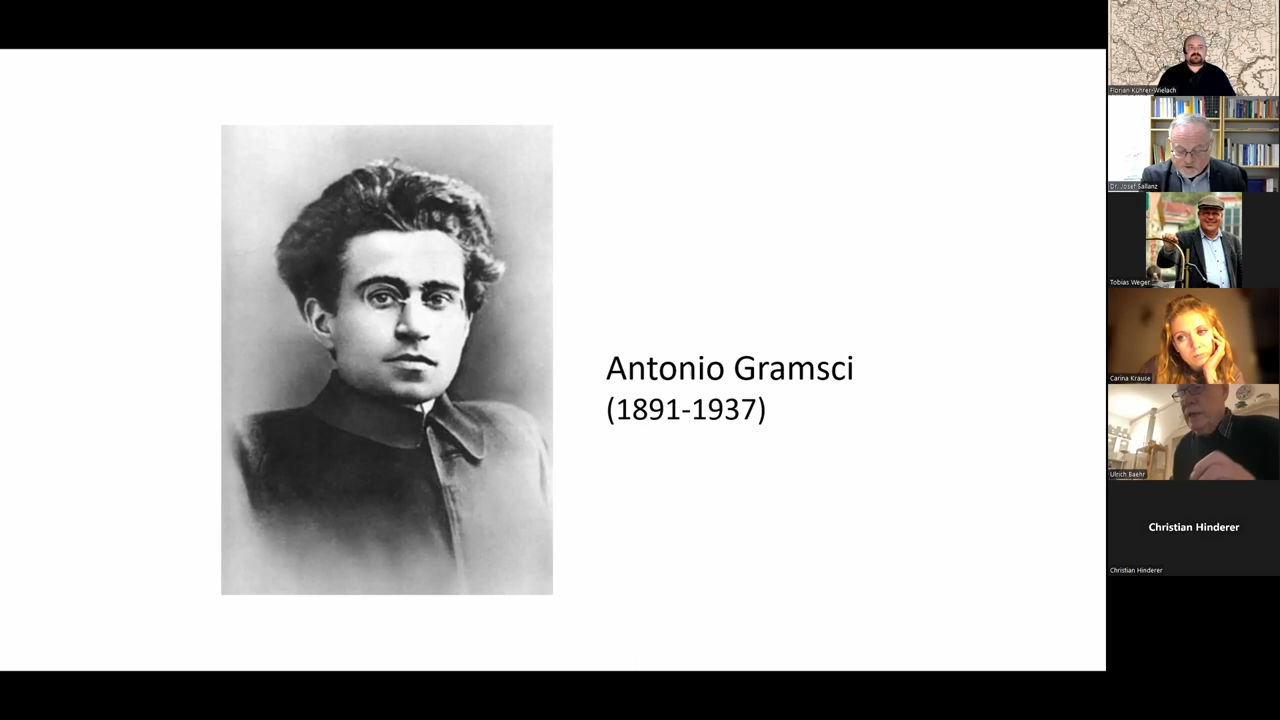 Antonio Gramsci
(1891-1937)
Florian Kührer-Wielach
Dr. Josef Sallanz
Tobias Weger
Carina Krause
Ulrich Baehr
Christian Hinderer
Christian Hinderer